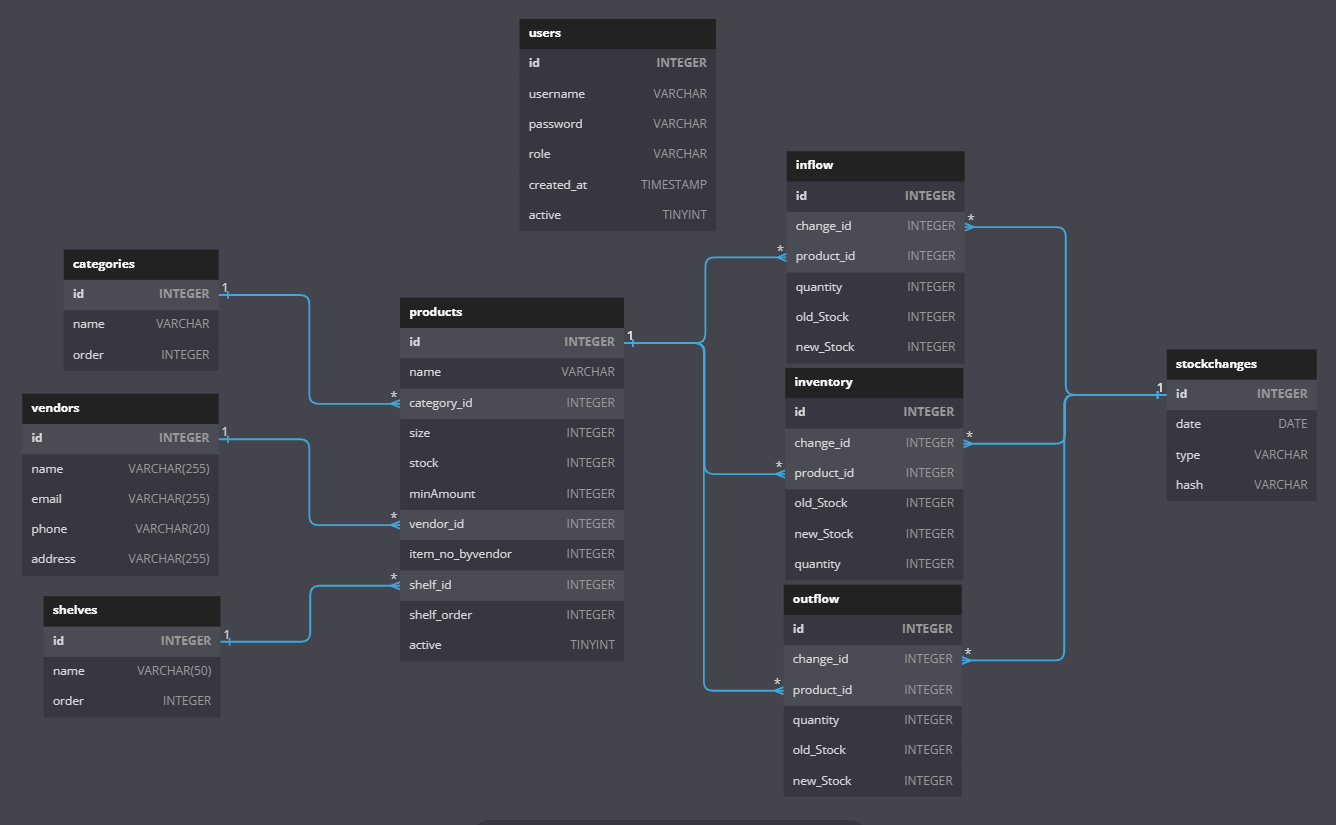 users
id INTEGER
username VARCHAR
password VARCHAR
role VARCHAR
created_at TIMESTAMP
active TINYINT
categories
id INTEGER 1
name VARCHAR
order INTEGER
vendors
id INTEGER 1
name VARCHAR(255)
email VARCHAR(255)
phone VARCHAR(20)
address VARCHAR(255)
shelves
id INTEGER 1
name VARCHAR(50)
order INTEGER
products
id INTEGER 1
name VARCHAR
* category_id INTEGER
size INTEGER
stock INTEGER
minAmount INTEGER
* vendor_id INTEGER
item_no_byvendor INTEGER
* shelf_id INTEGER
shelf_order INTEGER
active TINYINT
inflow
id INTEGER
change_id INTEGER *
* product_id INTEGER
quantity INTEGER
old_Stock INTEGER
new_Stock INTEGER
inventory
id INTEGER
change_id INTEGER *
* product_id INTEGER
old_Stock INTEGER
new_Stock INTEGER
quantity INTEGER
outflow
id INTEGER
change_id INTEGER *
* product_id INTEGER
quantity INTEGER
old_Stock INTEGER
new_Stock INTEGER
stockchanges
1 id INTEGER
date DATE
type VARCHAR
hash VARCHAR